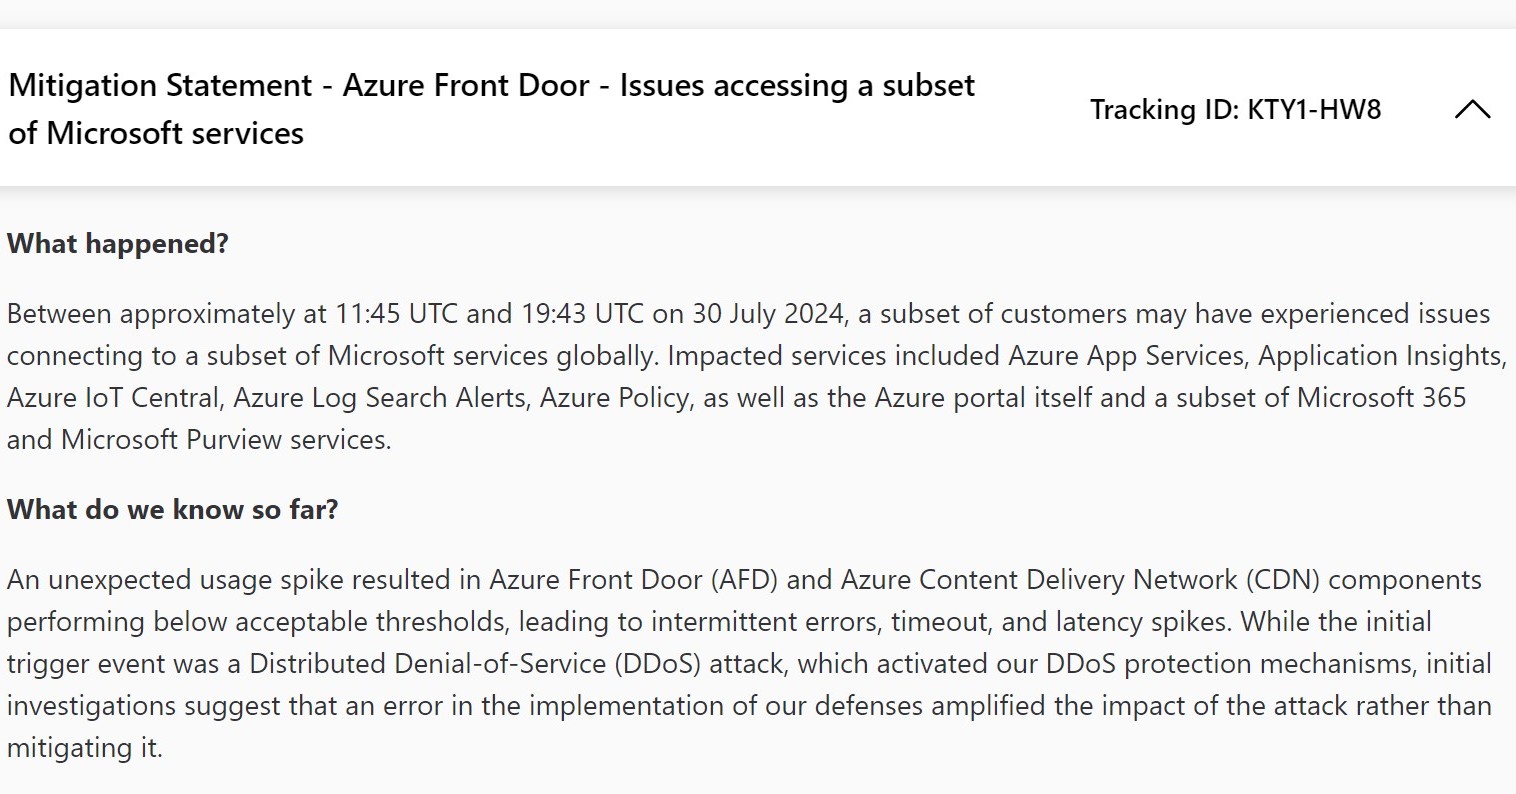 Mitigation Statement - Azure Front Door - Issues accessing a subset
of Microsoft services
Tracking ID: KTY1-HW8
What happened?
Between approximately at 11:45 UTC and 19:43 UTC on 30 July 2024, a subset of customers may have experienced issues
connecting to a subset of Microsoft services globally. Impacted services included Azure App Services, Application Insights,
Azure IoT Central, Azure Log Search Alerts, Azure Policy, as well as the Azure portal itself and a subset of Microsoft 365
and Microsoft Purview services.
What do we know so far?
An unexpected usage spike resulted in Azure Front Door (AFD) and Azure Content Delivery Network (CDN) components
performing below acceptable thresholds, leading to intermittent errors, timeout, and latency spikes. While the initial
trigger event was a Distributed Denial-of-Service (DDoS) attack, which activated our DDoS protection mechanisms, initial
investigations suggest that an error in the implementation of our defenses amplified the impact of the attack rather than
mitigating it.